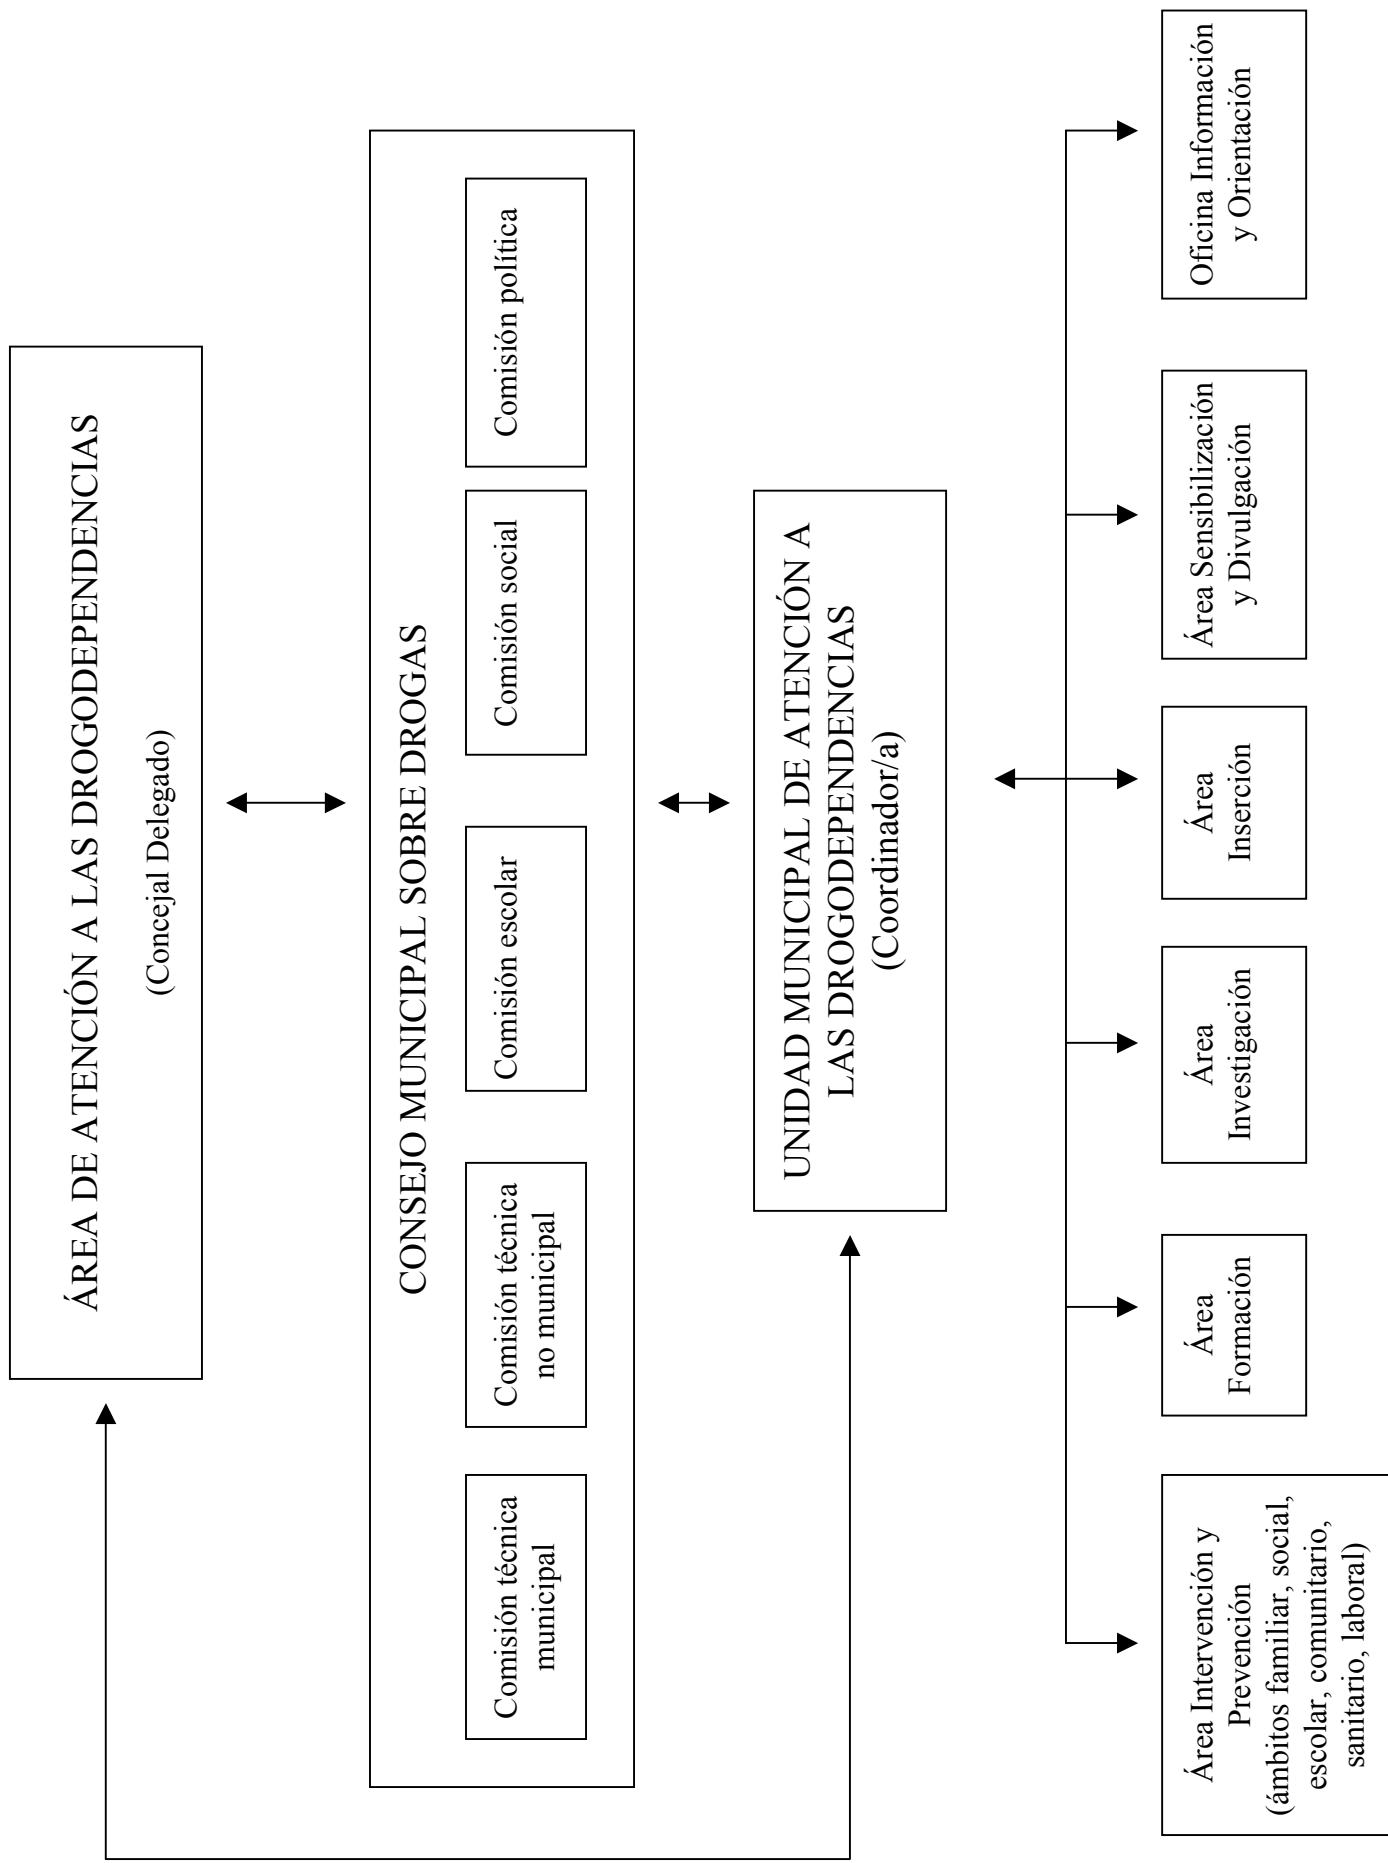 ÁREA DE ATENCIÓN A LAS DROGODEPENDENCIAS
(Concejal Delegado)
CONSEJO MUNICIPAL SOBRE DROGAS
Comisión técnica
municipal
Comisión técnica
no municipal
Comisión escolar
Comisión social
Comisión política
UNIDAD MUNICIPAL DE ATENCIÓN A
LAS DROGODEPENDENCIAS
(Coordinador/a)
Área Intervención y
Prevención
(ámbitos familiar, social,
escolar, comunitario,
sanitario, laboral)
Área
Formación
Área
Investigación
Área
Inserción
Área Sensibilización
y Divulgación
Oficina Información
y Orientación